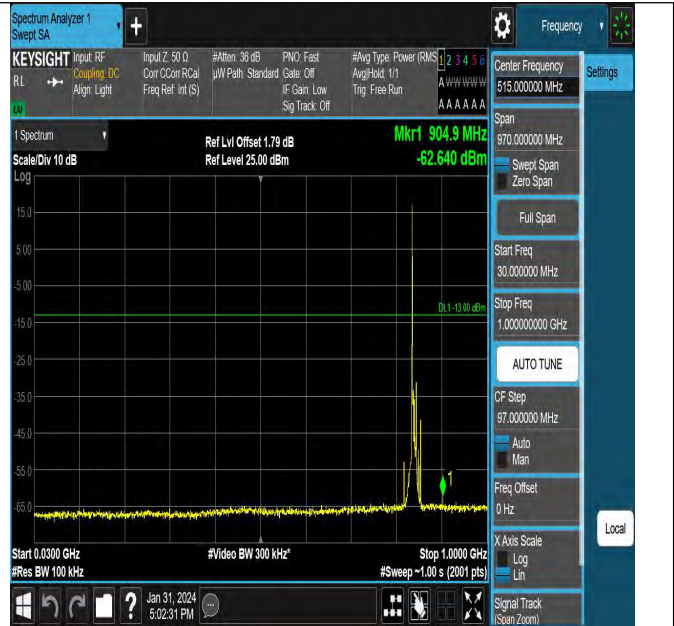 Spectrum Analyzer 1
Swept SA
Frequency
KEYSIGHT
Input: RF
Input Z: 50 Ω
#Atten: 36 dB
PNO: Fast
#Avg Type: Power (RMS
1 2 3 4 5 6
RL
Coupling: DC
Corr CCorr RCal
µW Path: Standard
Gate: Off
Avg|Hold: 1/1
A W W W W W
Align: Light
Freq Ref: Int (S)
IF Gain: Low
Trig: Free Run
Sig Track: Off
A A A A A A
1 Spectrum
Ref Lvl Offset 1.79 dB
Mkr1 904.9 MHz
Scale/Div 10 dB
Ref Level 25.00 dBm
-62.640 dBm
Log
15.0
5.00
-5.00
DL1 -13.00 dBm
-15.0
-25.0
-35.0
-45.0
-55.0
1
-65.0
Start 0.0300 GHz
#Video BW 300 kHz*
Stop 1.0000 GHz
#Res BW 100 kHz
#Sweep ~1.00 s (2001 pts)
Jan 31, 2024
5:02:31 PM
Center Frequency
515.000000 MHz
Settings
Span
970.000000 MHz
Swept Span
Zero Span
Full Span
Start Freq
30.000000 MHz
Stop Freq
1.000000000 GHz
AUTO TUNE
CF Step
97.000000 MHz
Auto
Man
Freq Offset
0 Hz
Local
X Axis Scale
Log
Lin
Signal Track
(Span Zoom)